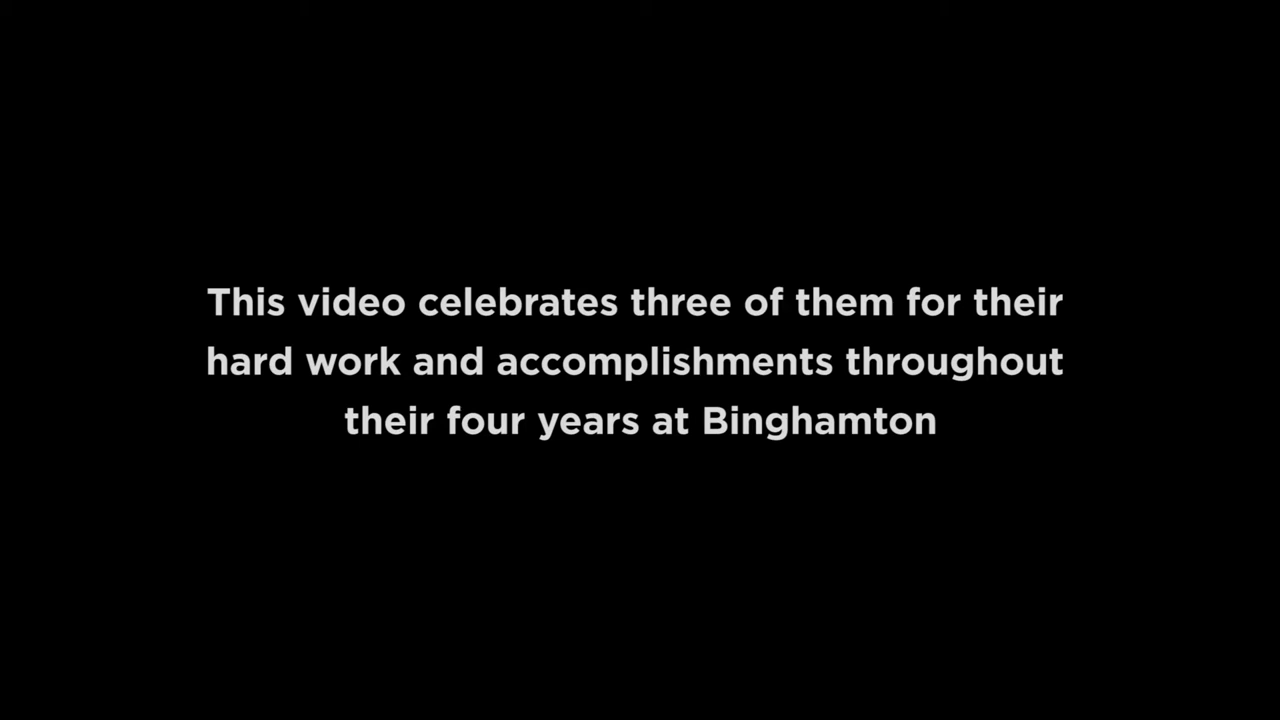 This video celebrates three of them for their
hard work and accomplishments throughout
their four years at Binghamton